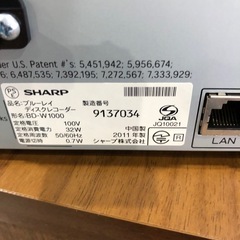 der U.S. Patent #'s: 5,451,942; 5,956,674;
6,487,535; 7,392,195; 7,272,567; 7,333,929;
PS E
SHARP
品名: ブルーレイ
ディスクレコーダー
製造番号
形名: BD-W1000
9137034
定格電圧 100V
定格消費電力 32W
中国製
定格周波数 50/60Hz
2011年製
待機時消費電力 0.7W
シャープ株式会社
JQA
JQ10021
LAN